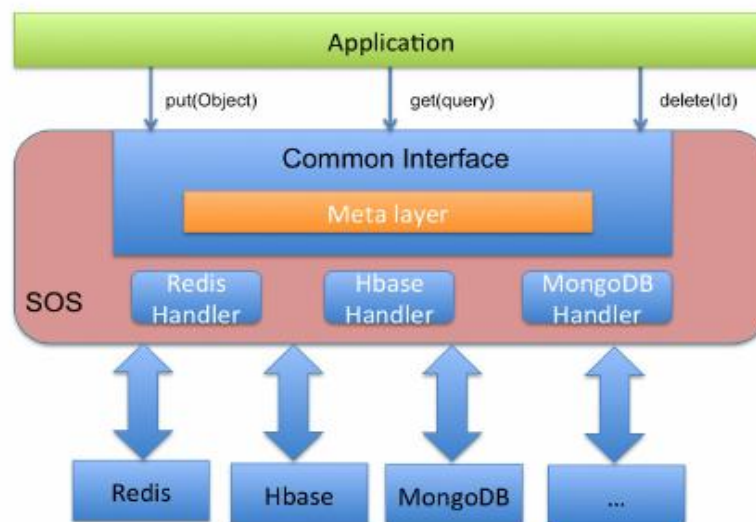 Application
put(Object)
get(query)
delete(Id)
Common Interface
Meta layer
SOS
Redis
Handler
Hbase
Handler
MongoDB
Handler
Redis
Hbase
MongoDB
...